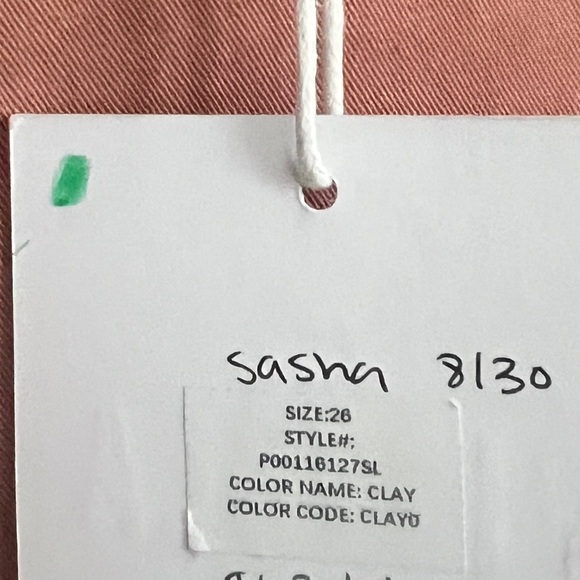 sasha 8130
SIZE:26
STYLE#:
P00116127SL
COLOR NAME: CLAY
COLOR CODE: CLAY0